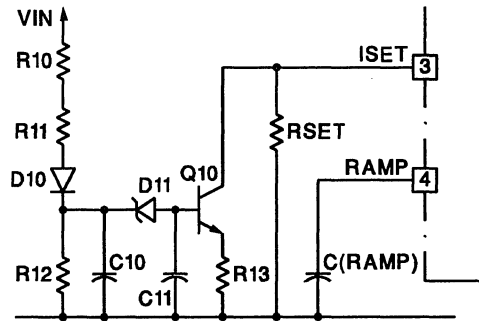 VIN
ISET
3
R10
R11
RSET
D10
D11
Q10
RAMP
4
R12
C10
C11
R13
C(RAMP)